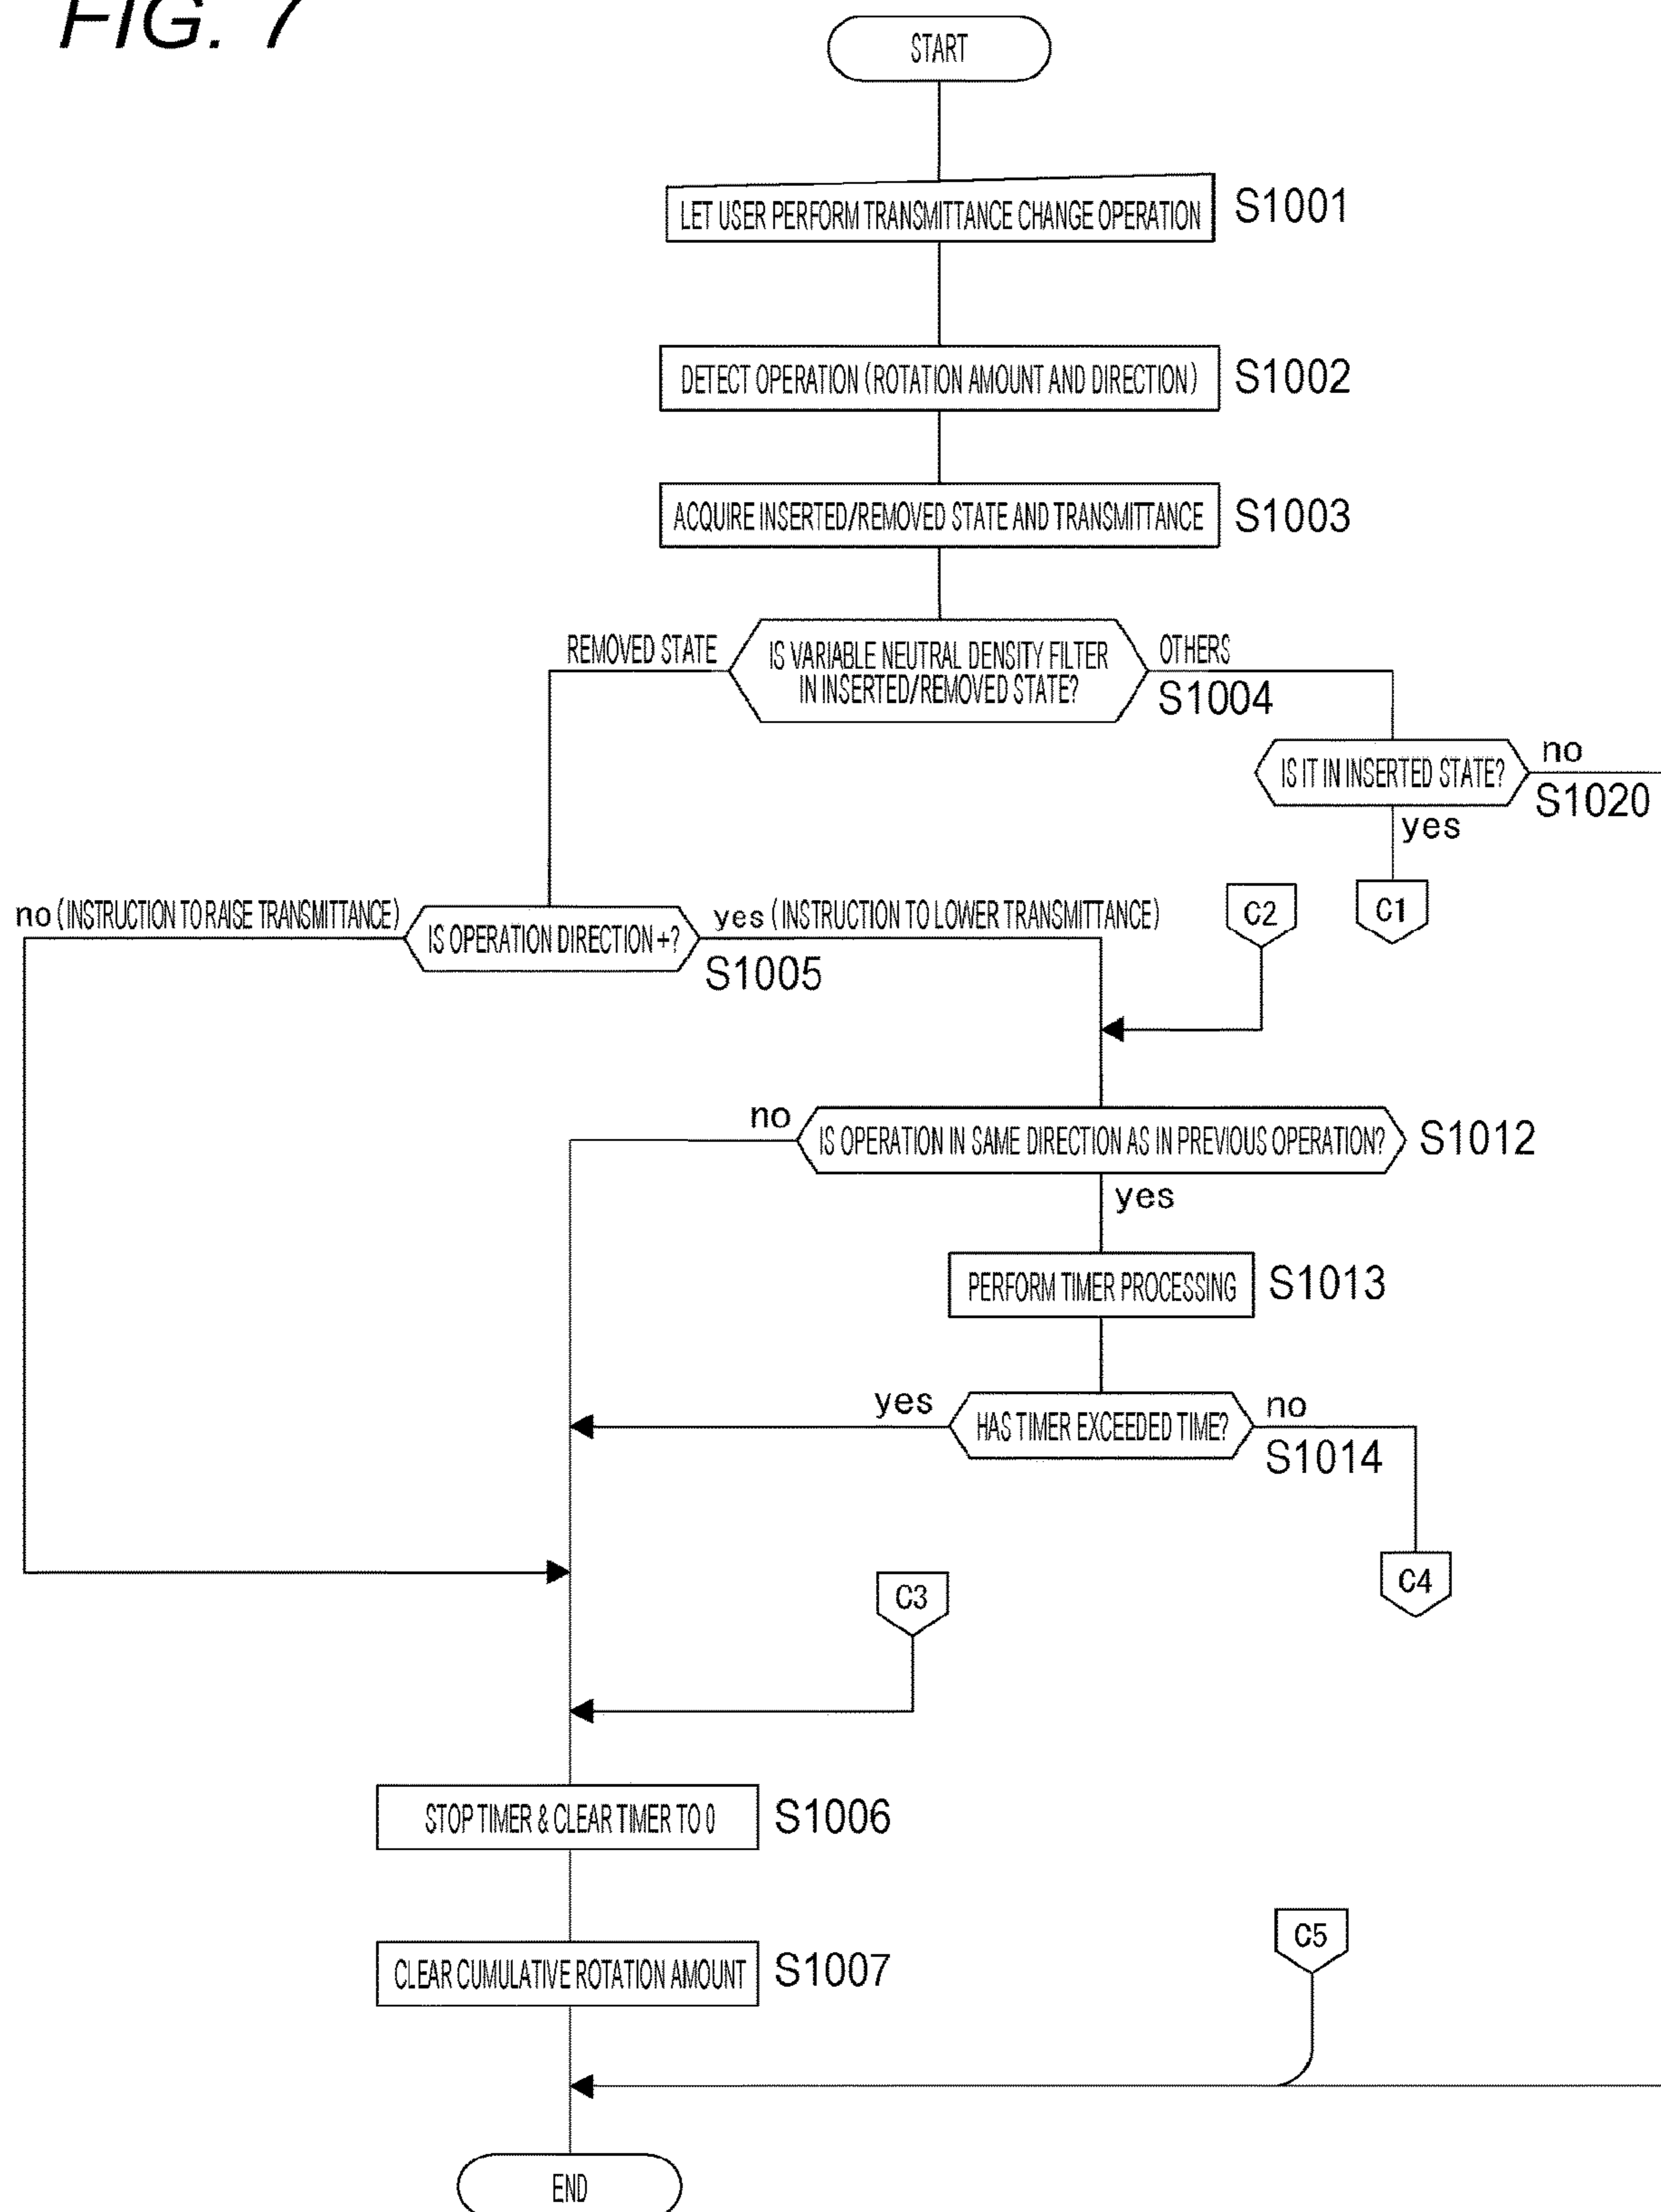 FIG. 7
START
LET USER PERFORM TRANSMITTANCE CHANGE OPERATION
S1001
DETECT OPERATION (ROTATION AMOUNT AND DIRECTION)
S1002
ACQUIRE INSERTED/REMOVED STATE AND TRANSMITTANCE
S1003
REMOVED STATE
IS VARIABLE NEUTRAL DENSITY FILTER
IN INSERTED/REMOVED STATE?
OTHERS
S1004
IS IT IN INSERTED STATE?
no
S1020
yes
C1
C2
no (INSTRUCTION TO RAISE TRANSMITTANCE)
IS OPERATION DIRECTION +?
yes (INSTRUCTION TO LOWER TRANSMITTANCE)
S1005
no
IS OPERATION IN SAME DIRECTION AS IN PREVIOUS OPERATION?
S1012
yes
PERFORM TIMER PROCESSING
S1013
yes
HAS TIMER EXCEEDED TIME?
no
S1014
C4
C3
STOP TIMER & CLEAR TIMER TO 0
S1006
CLEAR CUMULATIVE ROTATION AMOUNT
S1007
C5
END